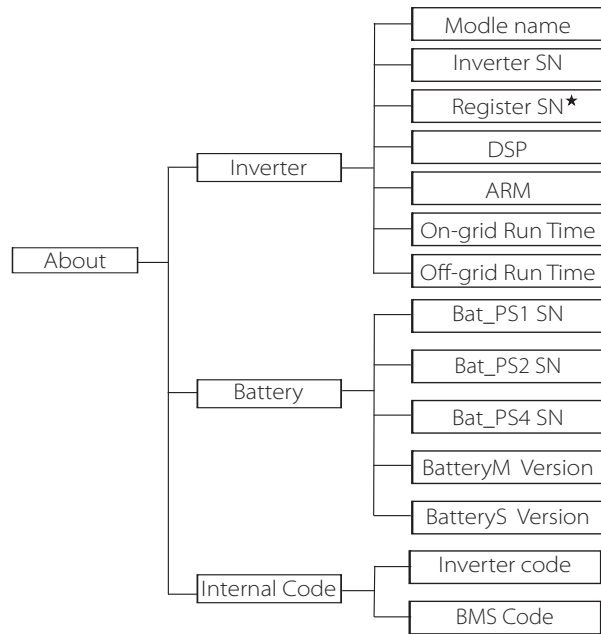 About
Inverter
Modle name
Inverter SN
Register SN★
DSP
ARM
On-grid Run Time
Off-grid Run Time
Battery
Bat_PS1 SN
Bat_PS2 SN
Bat_PS4 SN
BatteryM Version
BatteryS Version
Internal Code
Inverter code
BMS Code